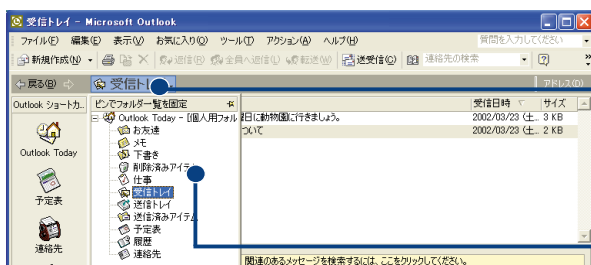 受信トレイ - Microsoft Outlook
ファイル(F) 編集(E) 表示(V) お気に入り(O) ツール(T) アクション(A) ヘルプ(H) 質問を入力してください
新規作成(N) 返信(R) 全員へ返信(L) 転送(W) 送受信(C) 連絡先の検索
戻る(B) 受信トレイ アドレス(D)
Outlook ショートカ... ピンでフォルダー覧を固定 受信日時 サイズ
Outlook Today - [個人用フォル 翌日に動物園に行きましょう。 2002/03/23 (土... 3 KB
お友達 ついて 2002/03/23 (土... 2 KB
メモ
下書き
Outlook Today
削除済みアイテ
仕事
受信トレイ
送信トレイ
予定表
送信済みアイテム
予定表
履歴
連絡先
連絡先
関連のあるメッセージを検索するには、ここをクリックしてください。